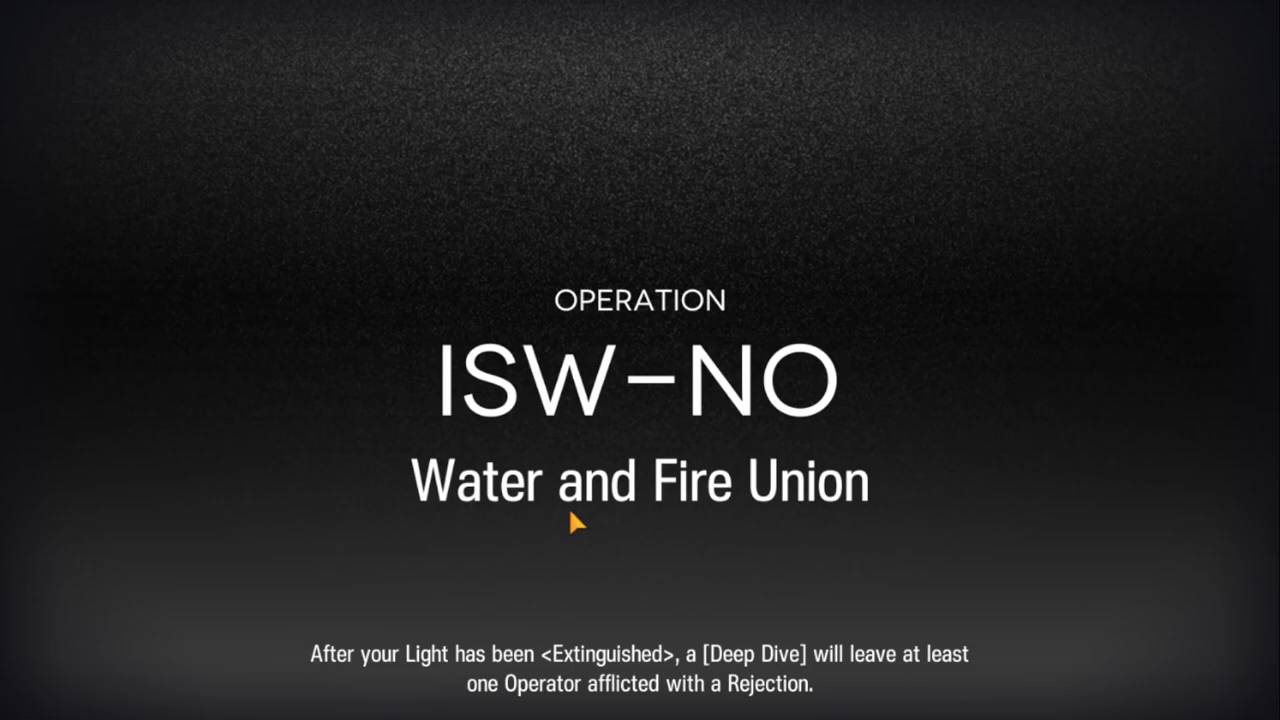 OPERATION
ISW-NO
Water and Fire Union
After your Light has been <Extinguished>, a [Deep Dive] will leave at least
one Operator afflicted with a Rejection.